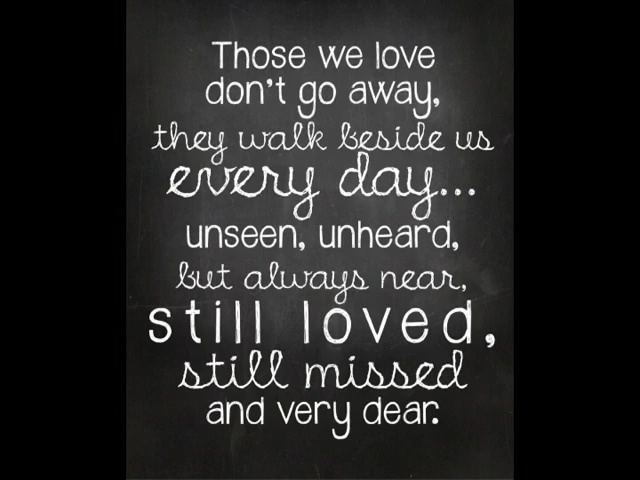 Those we love
don't go away,
they walk beside us
every day...
unseen, unheard,
but always near,
still loved,
still missed
and very dear.